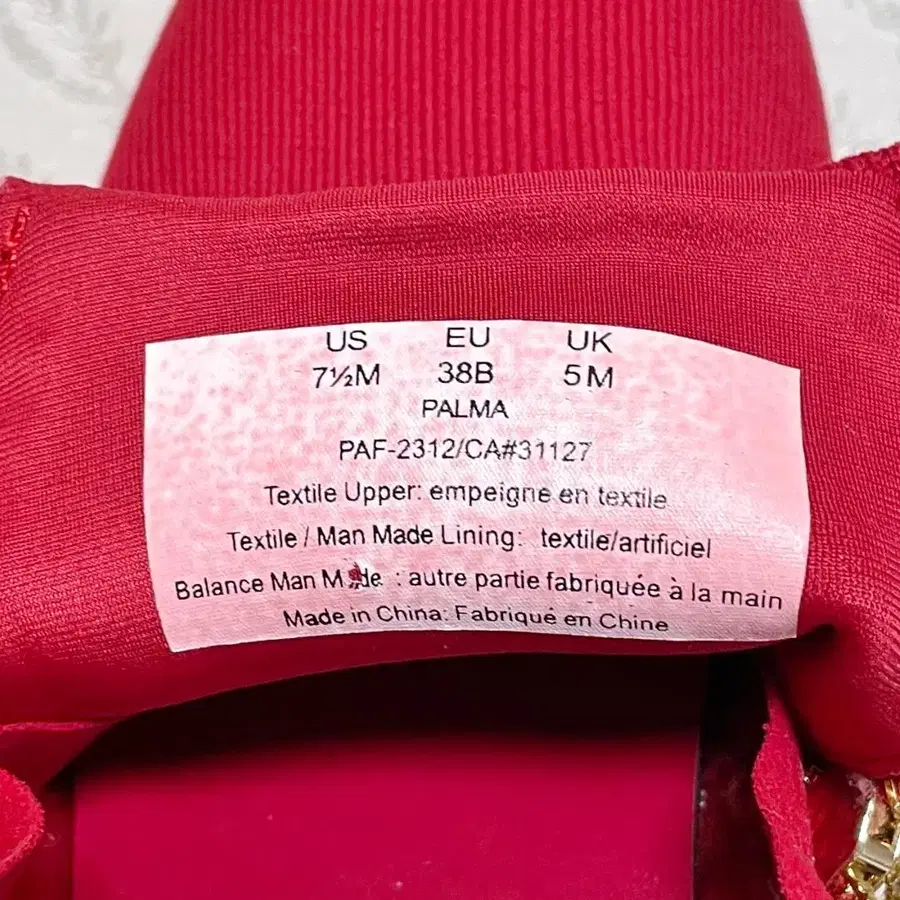 US EU UK
7½M 38B 5M
PALMA
PAF-2312/CA#31127
Textile Upper: empeigne en textile
Textile / Man Made Lining: textile/artificiel
Balance Man Made : autre partie fabriquée à la main
Made in China: Fabriqué en Chine